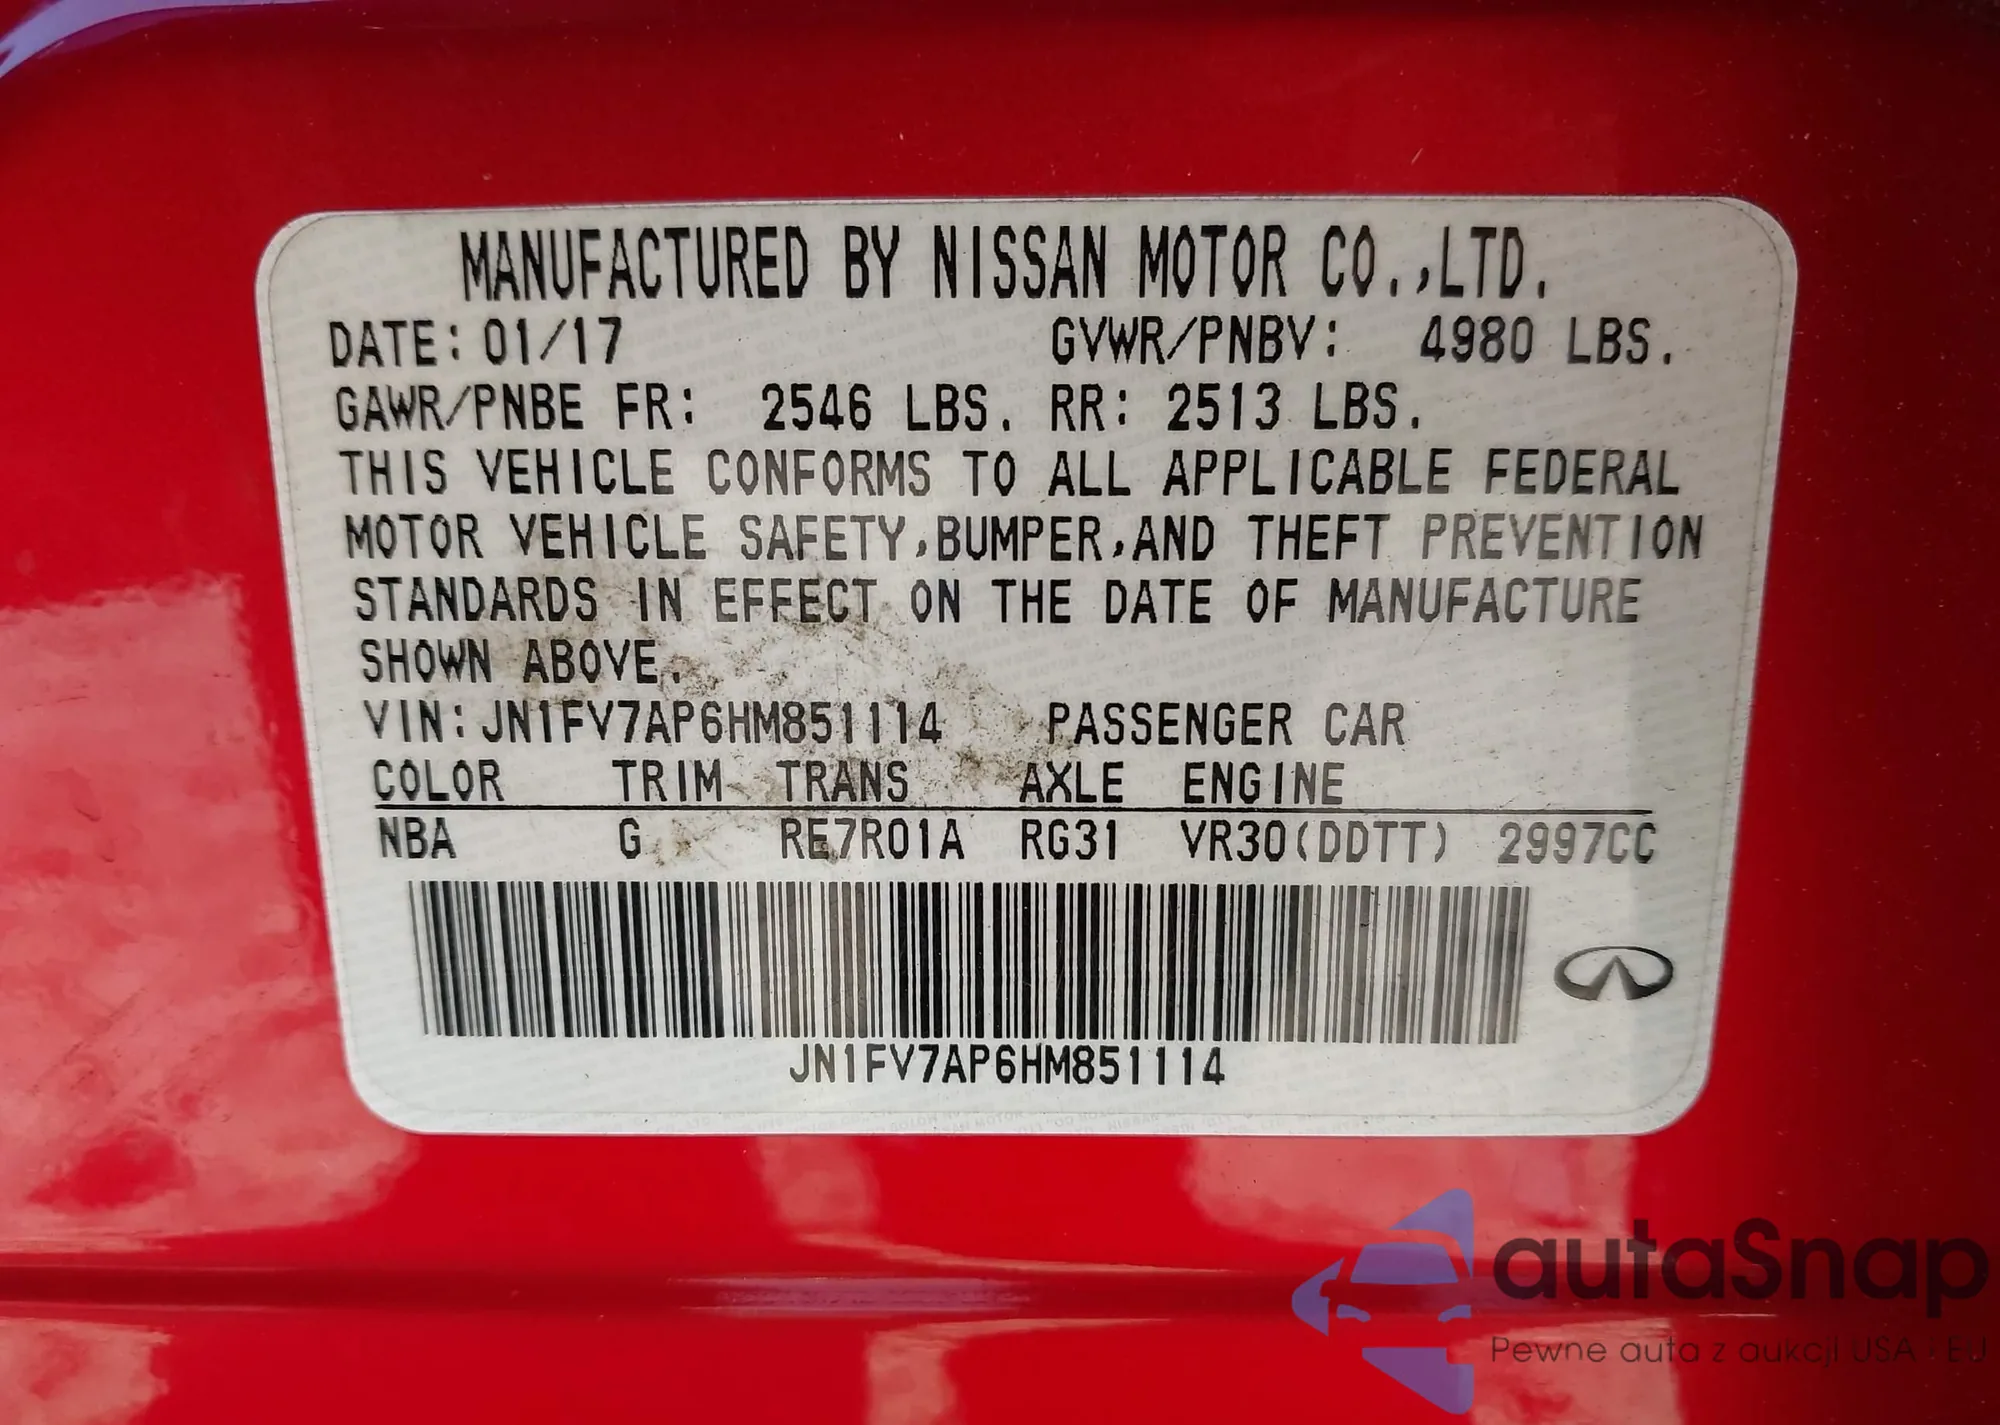 MANUFACTURED BY NISSAN MOTOR CO.,LTD.
DATE: 01/17 GVWR/PNBV: 4980 LBS.
GAWR/PNBE FR: 2546 LBS. RR: 2513 LBS.
THIS VEHICLE CONFORMS TO ALL APPLICABLE FEDERAL
MOTOR VEHICLE SAFETY,BUMPER,AND THEFT PREVENTION
STANDARDS IN EFFECT ON THE DATE OF MANUFACTURE
SHOWN ABOVE.
VIN:JN1FV7AP6HM851114 PASSENGER CAR
COLOR TRIM TRANS AXLE ENGINE
NBA G RE7R01A RG31 VR30(DDTT) 2997CC
JN1FV7AP6HM851114
autaSnap
Pewne auta z aukcji USA i EU